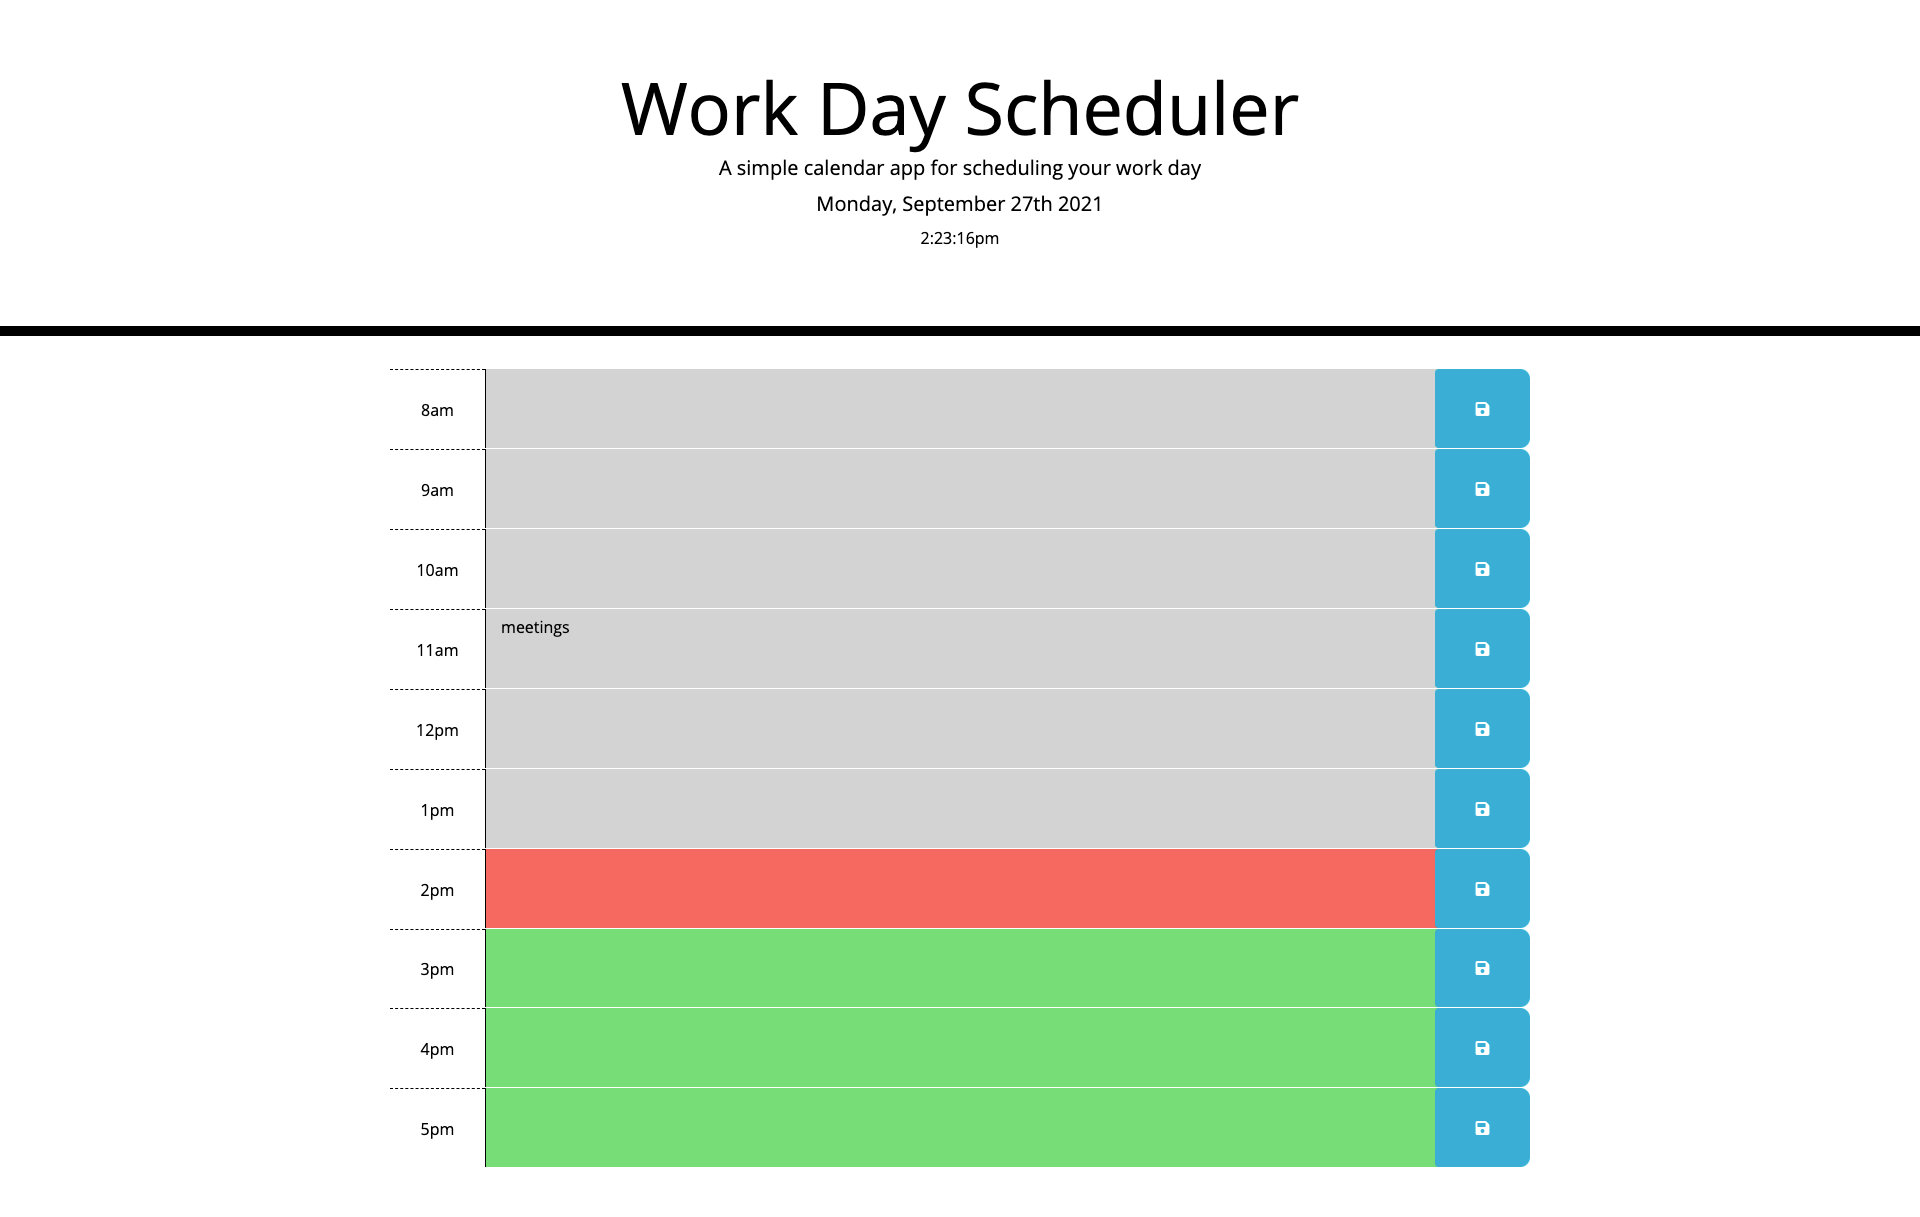 Work Day Scheduler
A simple calendar app for scheduling your work day
Monday, September 27th 2021
2:23:16pm
8am
9am
10am
11am meetings
12pm
1pm
2pm
3pm
4pm
5pm